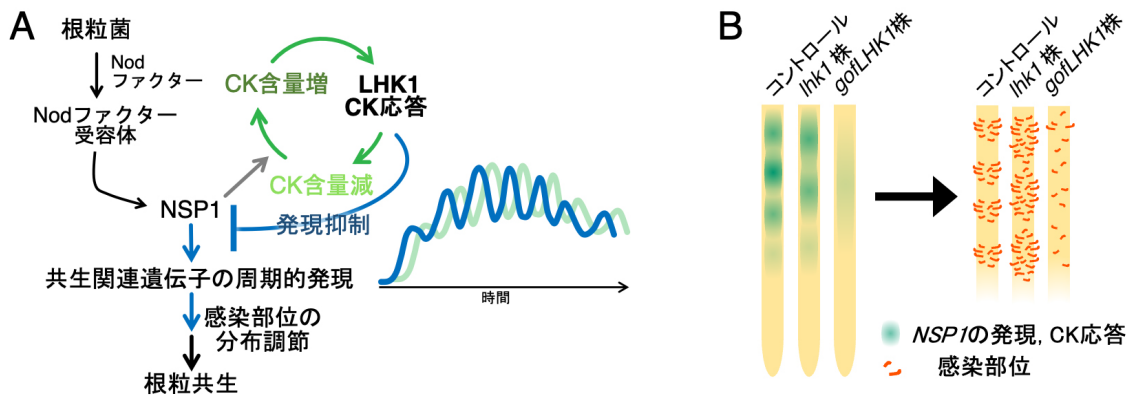 A
根粒菌
Nod
ファクター
Nodファクター
受容体
CK含量増
LHK1
CK応答
CK含量減
NSP1
発現抑制
共生関連遺伝子の周期的発現
感染部位の
分布調節
根粒共生
時間
B
コントロール
lhk1 株
gofLHK1株
コントロール
lhk1 株
gofLHK1株
NSP1の発現, CK応答
感染部位